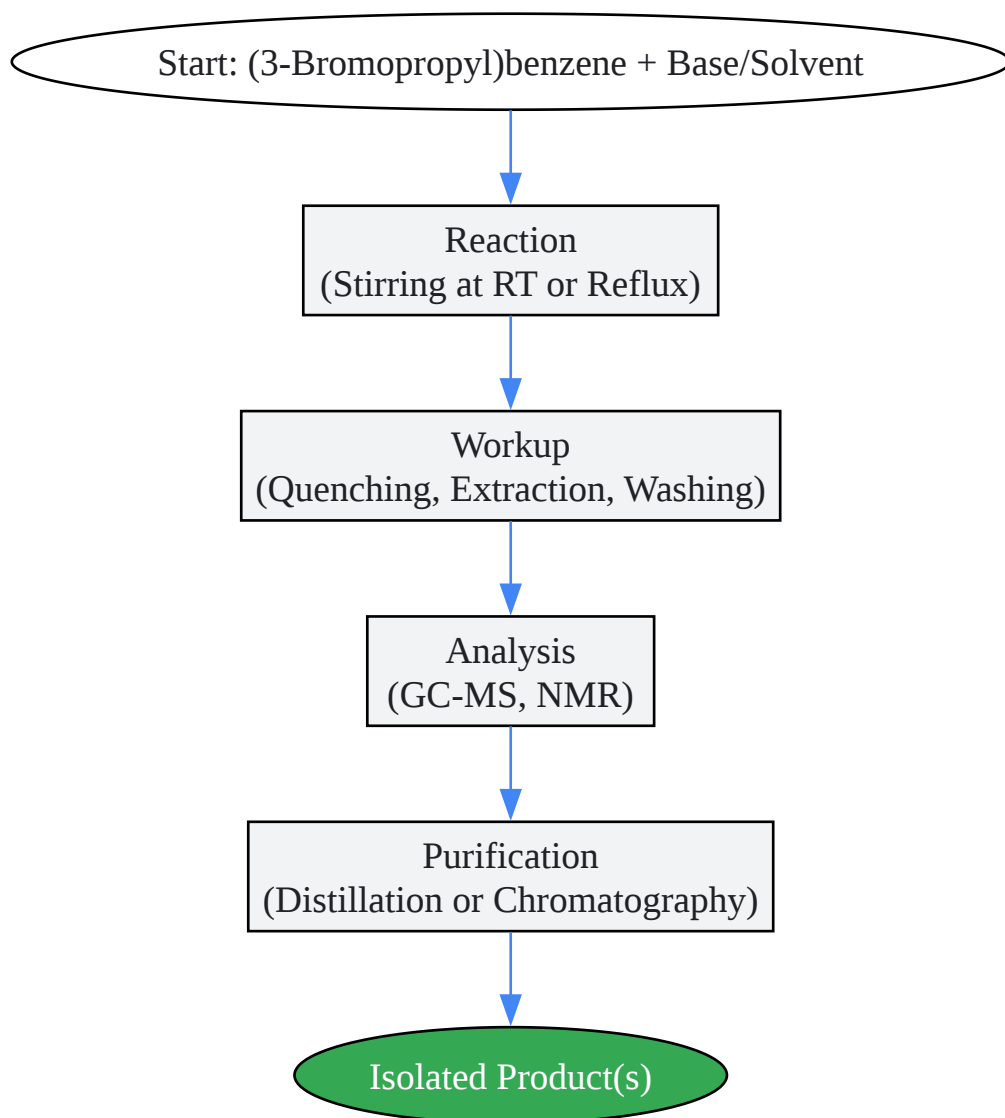 Start: (3-Bromopropyl)benzene + Base/Solvent
Reaction
(Stirring at RT or Reflux)
Workup
(Quenching, Extraction, Washing)
Analysis
(GC-MS, NMR)
Purification
(Distillation or Chromatography)
Isolated Product(s)